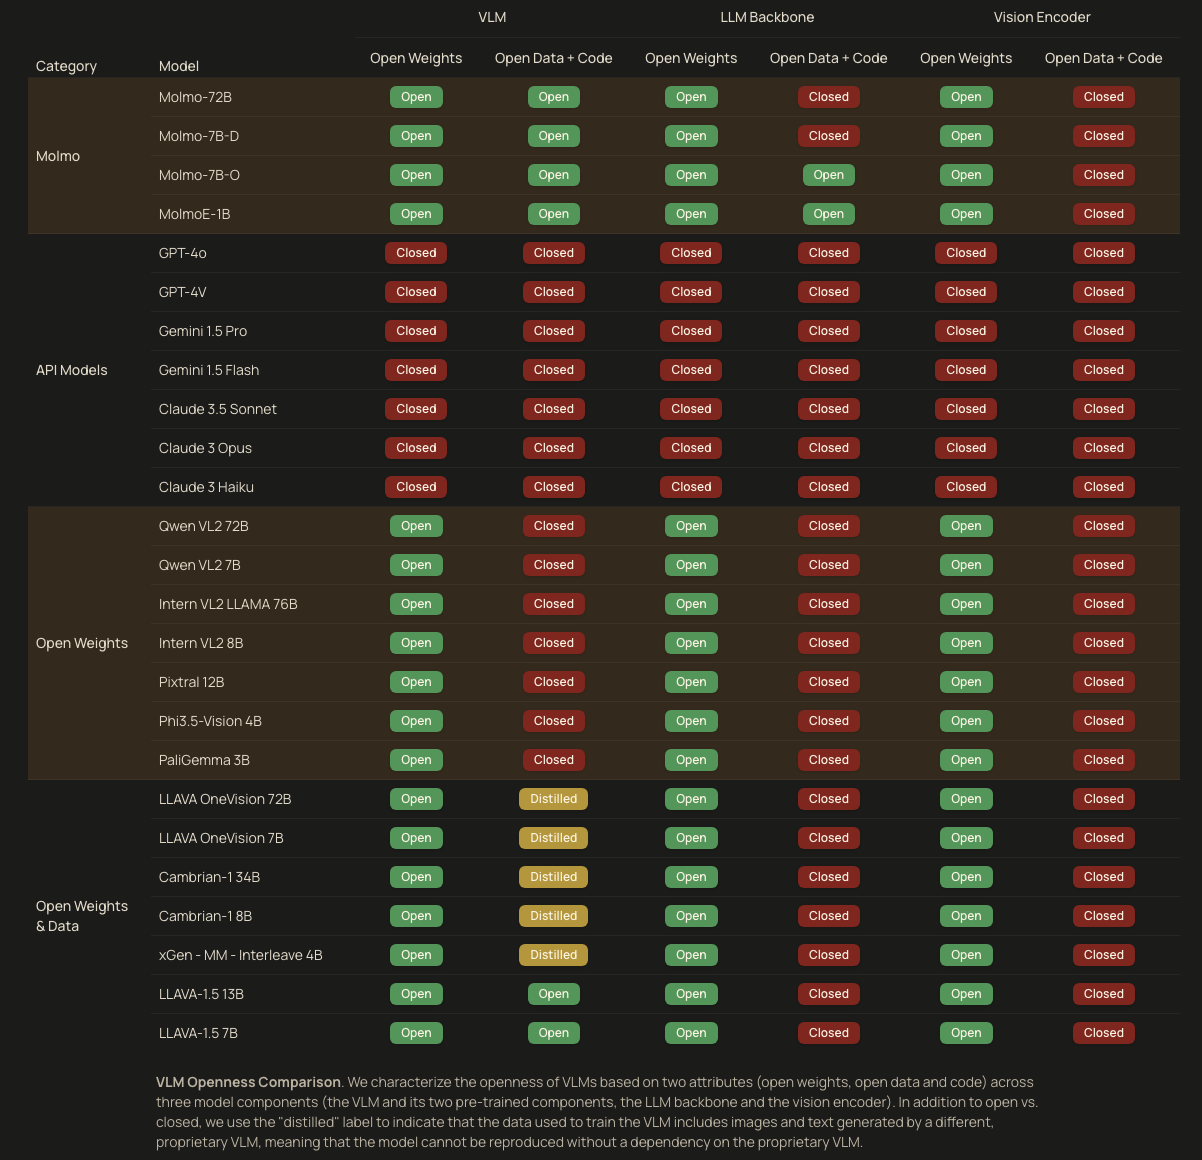 VLM LLM Backbone Vision Encoder
Category Model Open Weights Open Data + Code Open Weights Open Data + Code Open Weights Open Data + Code
Molmo
Molmo-72B Open Open Open Closed Open Closed
Molmo-7B-D Open Open Open Closed Open Closed
Molmo-7B-O Open Open Open Open Open Closed
MolmoE-1B Open Open Open Open Open Closed
API Models
GPT-4o Closed Closed Closed Closed Closed Closed
GPT-4V Closed Closed Closed Closed Closed Closed
Gemini 1.5 Pro Closed Closed Closed Closed Closed Closed
Gemini 1.5 Flash Closed Closed Closed Closed Closed Closed
Claude 3.5 Sonnet Closed Closed Closed Closed Closed Closed
Claude 3 Opus Closed Closed Closed Closed Closed Closed
Claude 3 Haiku Closed Closed Closed Closed Closed Closed
Open Weights
Qwen VL2 72B Open Closed Open Closed Open Closed
Qwen VL2 7B Open Closed Open Closed Open Closed
Intern VL2 LLAMA 76B Open Closed Open Closed Open Closed
Intern VL2 8B Open Closed Open Closed Open Closed
Pixtral 12B Open Closed Open Closed Open Closed
Phi3.5-Vision 4B Open Closed Open Closed Open Closed
PaliGemma 3B Open Closed Open Closed Open Closed
Open Weights
& Data
LLAVA OneVision 72B Open Distilled Open Closed Open Closed
LLAVA OneVision 7B Open Distilled Open Closed Open Closed
Cambrian-1 34B Open Distilled Open Closed Open Closed
Cambrian-1 8B Open Distilled Open Closed Open Closed
xGen - MM - Interleave 4B Open Distilled Open Closed Open Closed
LLAVA-1.5 13B Open Open Open Closed Open Closed
LLAVA-1.5 7B Open Open Open Closed Open Closed
VLM Openness Comparison. We characterize the openness of VLMs based on two attributes (open weights, open data and code) across
three model components (the VLM and its two pre-trained components, the LLM backbone and the vision encoder). In addition to open vs.
closed, we use the "distilled" label to indicate that the data used to train the VLM includes images and text generated by a different,
proprietary VLM, meaning that the model cannot be reproduced without a dependency on the proprietary VLM.